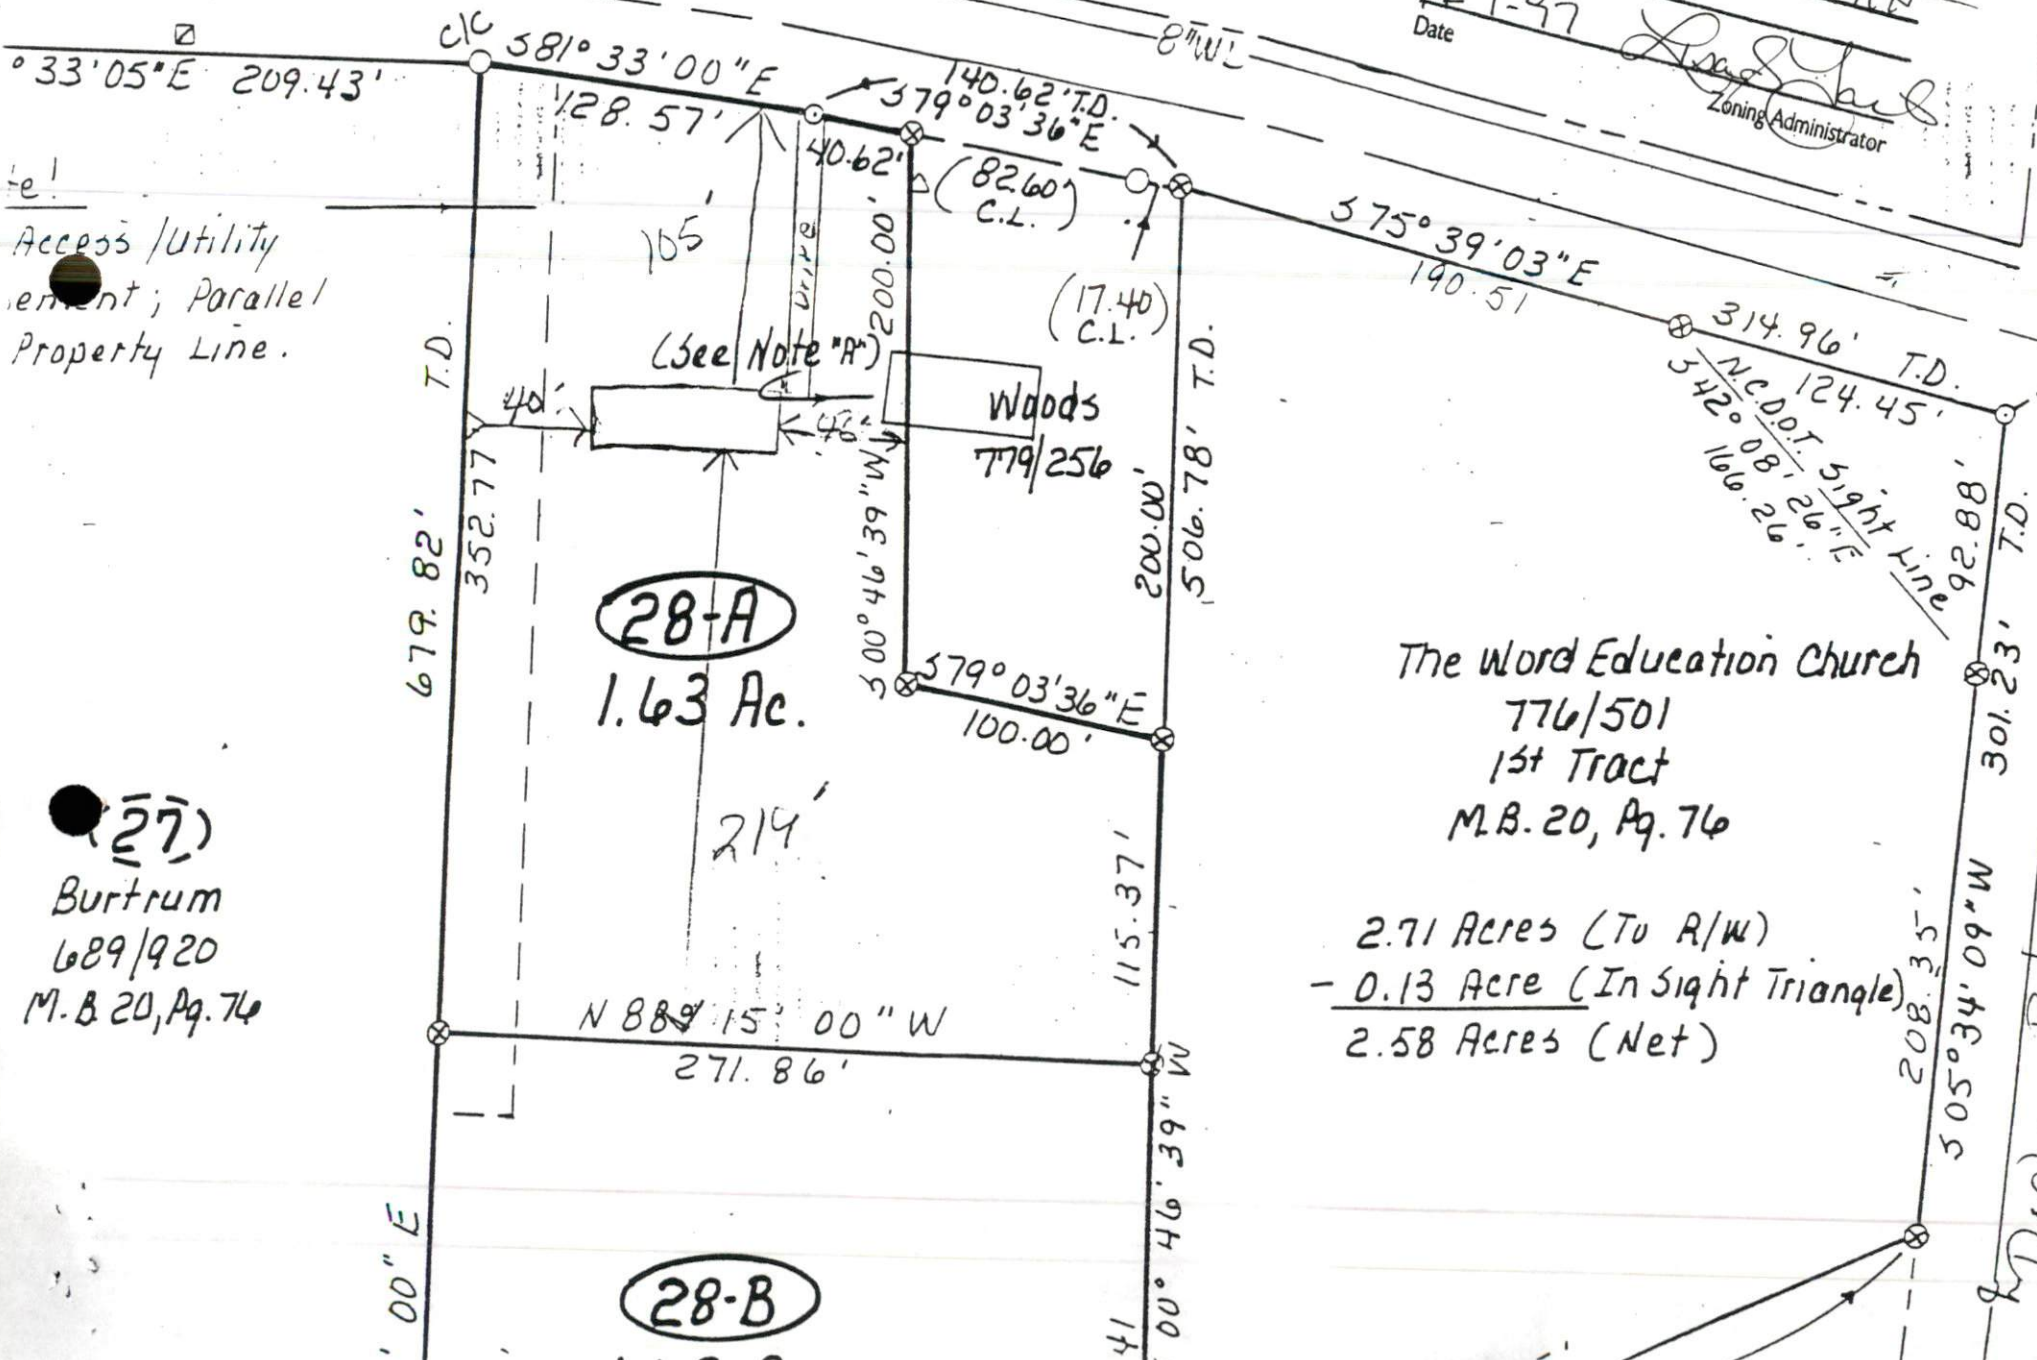 Date
Zoning Administrator
8"WL
C/C
S81° 33' 00" E
128.57'
° 33' 05" E 209.43'
140.62' T.D.
S79° 03' 36" E
40.62'
(82.60')
C.L.
(17.40)
C.L.
S75° 39' 03" E
190.51
314.96' T.D.
124.45'
N.C.D.O.T. Sight Line
S42° 08' 26" E
166.26'
Access / Utility
ement; Parallel
Property Line.
105'
Drive
200.00'
(See Note "A")
40'
Woods
779/256
T.D.
352.77
679.82'
S00° 46' 39" W
T.D.
506.78'
200.00'
92.88'
T.D.
301.23'
28-A
1.63 Ac.
S79° 03' 36" E
100.00'
The Word Education Church
776/501
1st Tract
M.B. 20, Pg. 76
214'
115.37'
(27)
Burtrum
689/920
M.B. 20, Pg. 76
2.71 Acres (To R/W)
- 0.13 Acre (In Sight Triangle)
2.58 Acres (Net)
208.35'
S05° 34' 09" W
15' 00" W
271.86'
00° 46' 39" W
00" E
28-B
41